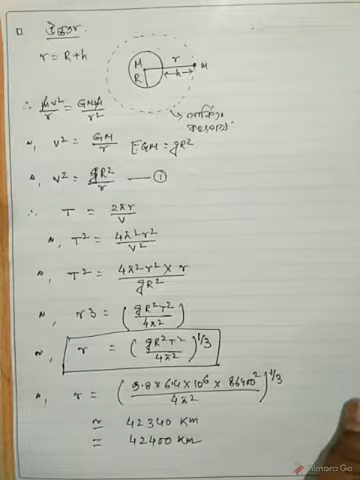 উত্তর.
r = R+h
M
R
r
h
M
∴ Mv²/r = GMM/r²
পার্কিং
বা, v² = GM/r [GM = gR²
বা, v² = gR²/r — ①
∴ T = 2πr/v
বা, T² = 4π²r²/v²
বা, T² = 4π²r² × r/gR²
বা, r3 = (gR²T²/4π²)
বা, r = (gR²T²/4π²)^1/3
বা, r = (9.8 × 6.4 × 10⁶ × 86400²/4π²)^1/3
≈ 42340 KM
= 42400 KM
Filmora Go